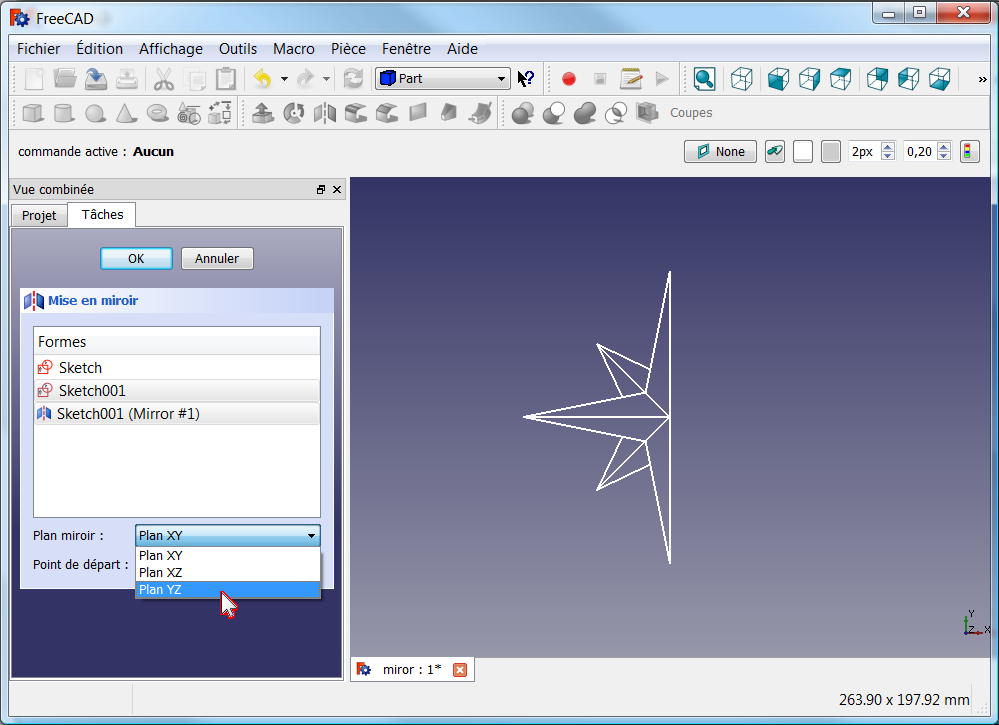 FreeCAD
Fichier Édition Affichage Outils Macro Pièce Fenêtre Aide
Part
»
Coupes
commande active : Aucun
None
2px
0,20
Vue combinée
Projet
Tâches
OK
Annuler
Mise en miroir
Formes
Sketch
Sketch001
Sketch001 (Mirror #1)
Plan miroir :
Plan XY
Plan XY
Plan XZ
Point de départ :
Plan YZ
Y
Z X
miror : 1*
263.90 x 197.92 mm